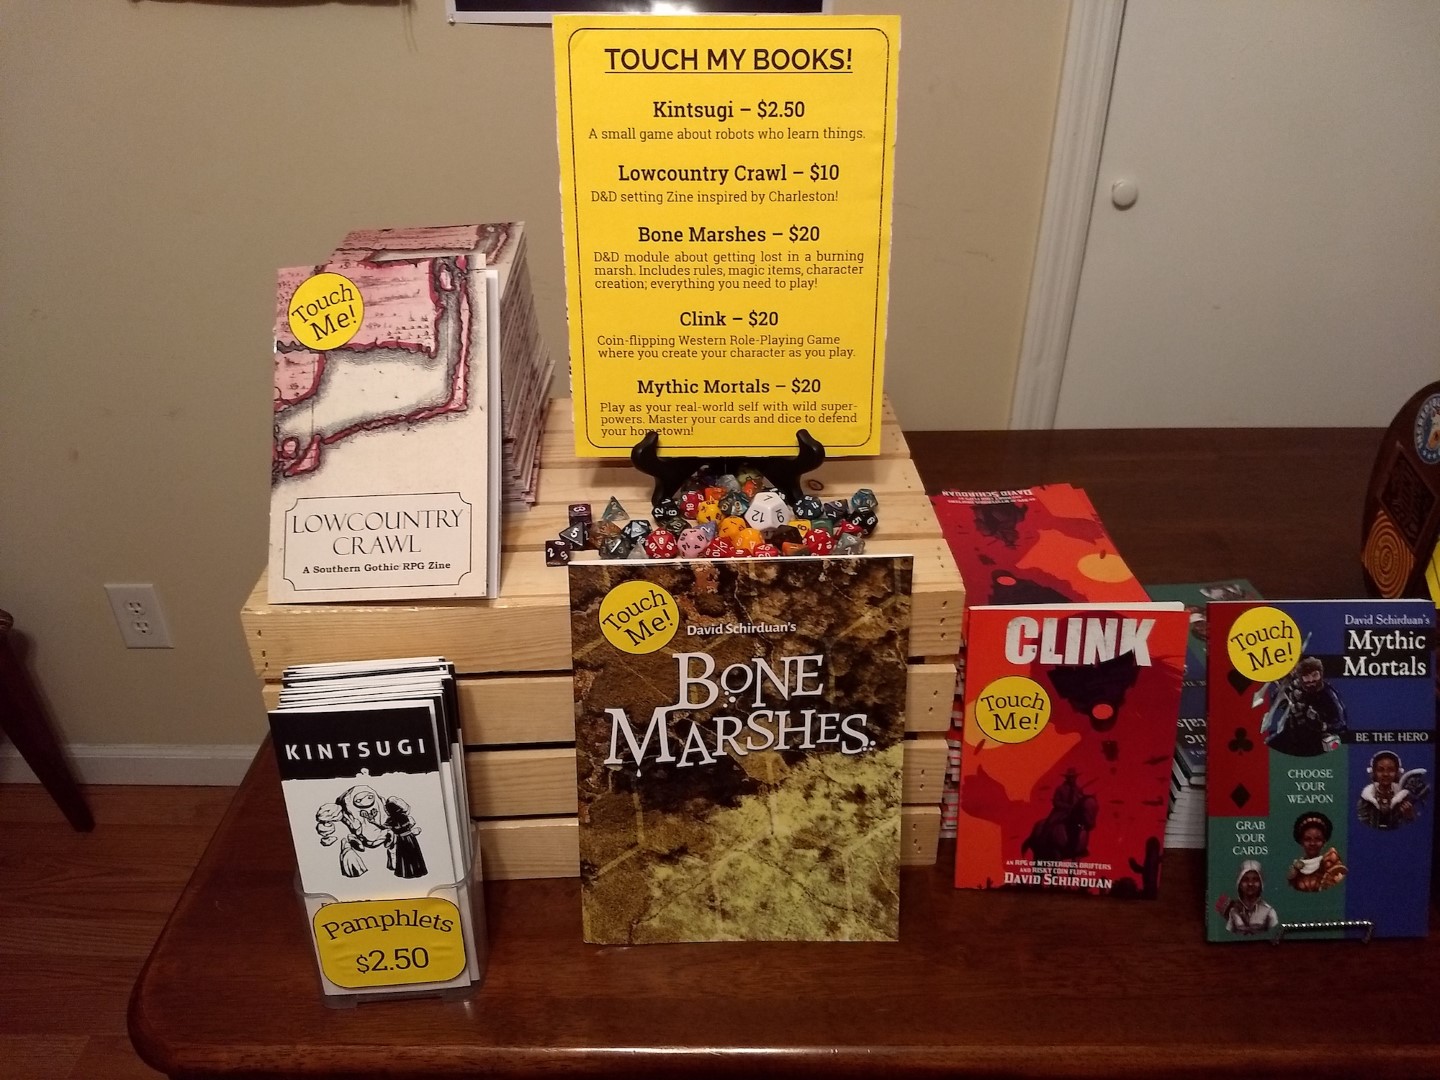 TOUCH MY BOOKS!
Kintsugi – $2.50
A small game about robots who learn things.
Lowcountry Crawl – $10
D&D setting Zine inspired by Charleston!
Bone Marshes – $20
D&D module about getting lost in a burning
marsh. Includes rules, magic items, character
creation; everything you need to play!
Clink – $20
Coin-flipping Western Role-Playing Game
where you create your character as you play.
Mythic Mortals – $20
Play as your real-world self with wild super-
powers. Master your cards and dice to defend
your hometown!
Touch
Me!
LOWCOUNTRY
CRAWL
A Southern Gothic RPG Zine
KINTSUGI
Pamphlets
$2.50
Touch
Me!
David Schirduan's
BONE
MARSHES
DAVID SCHIRDUAN
CLINK
Touch
Me!
AN RPG OF MYSTERIOUS DRIFTERS
AND RISKY COIN FLIPS BY
DAVID SCHIRDUAN
Touch
Me!
David Schirduan's
Mythic
Mortals
BE THE HERO
CHOOSE
YOUR
WEAPON
GRAB
YOUR
CARDS